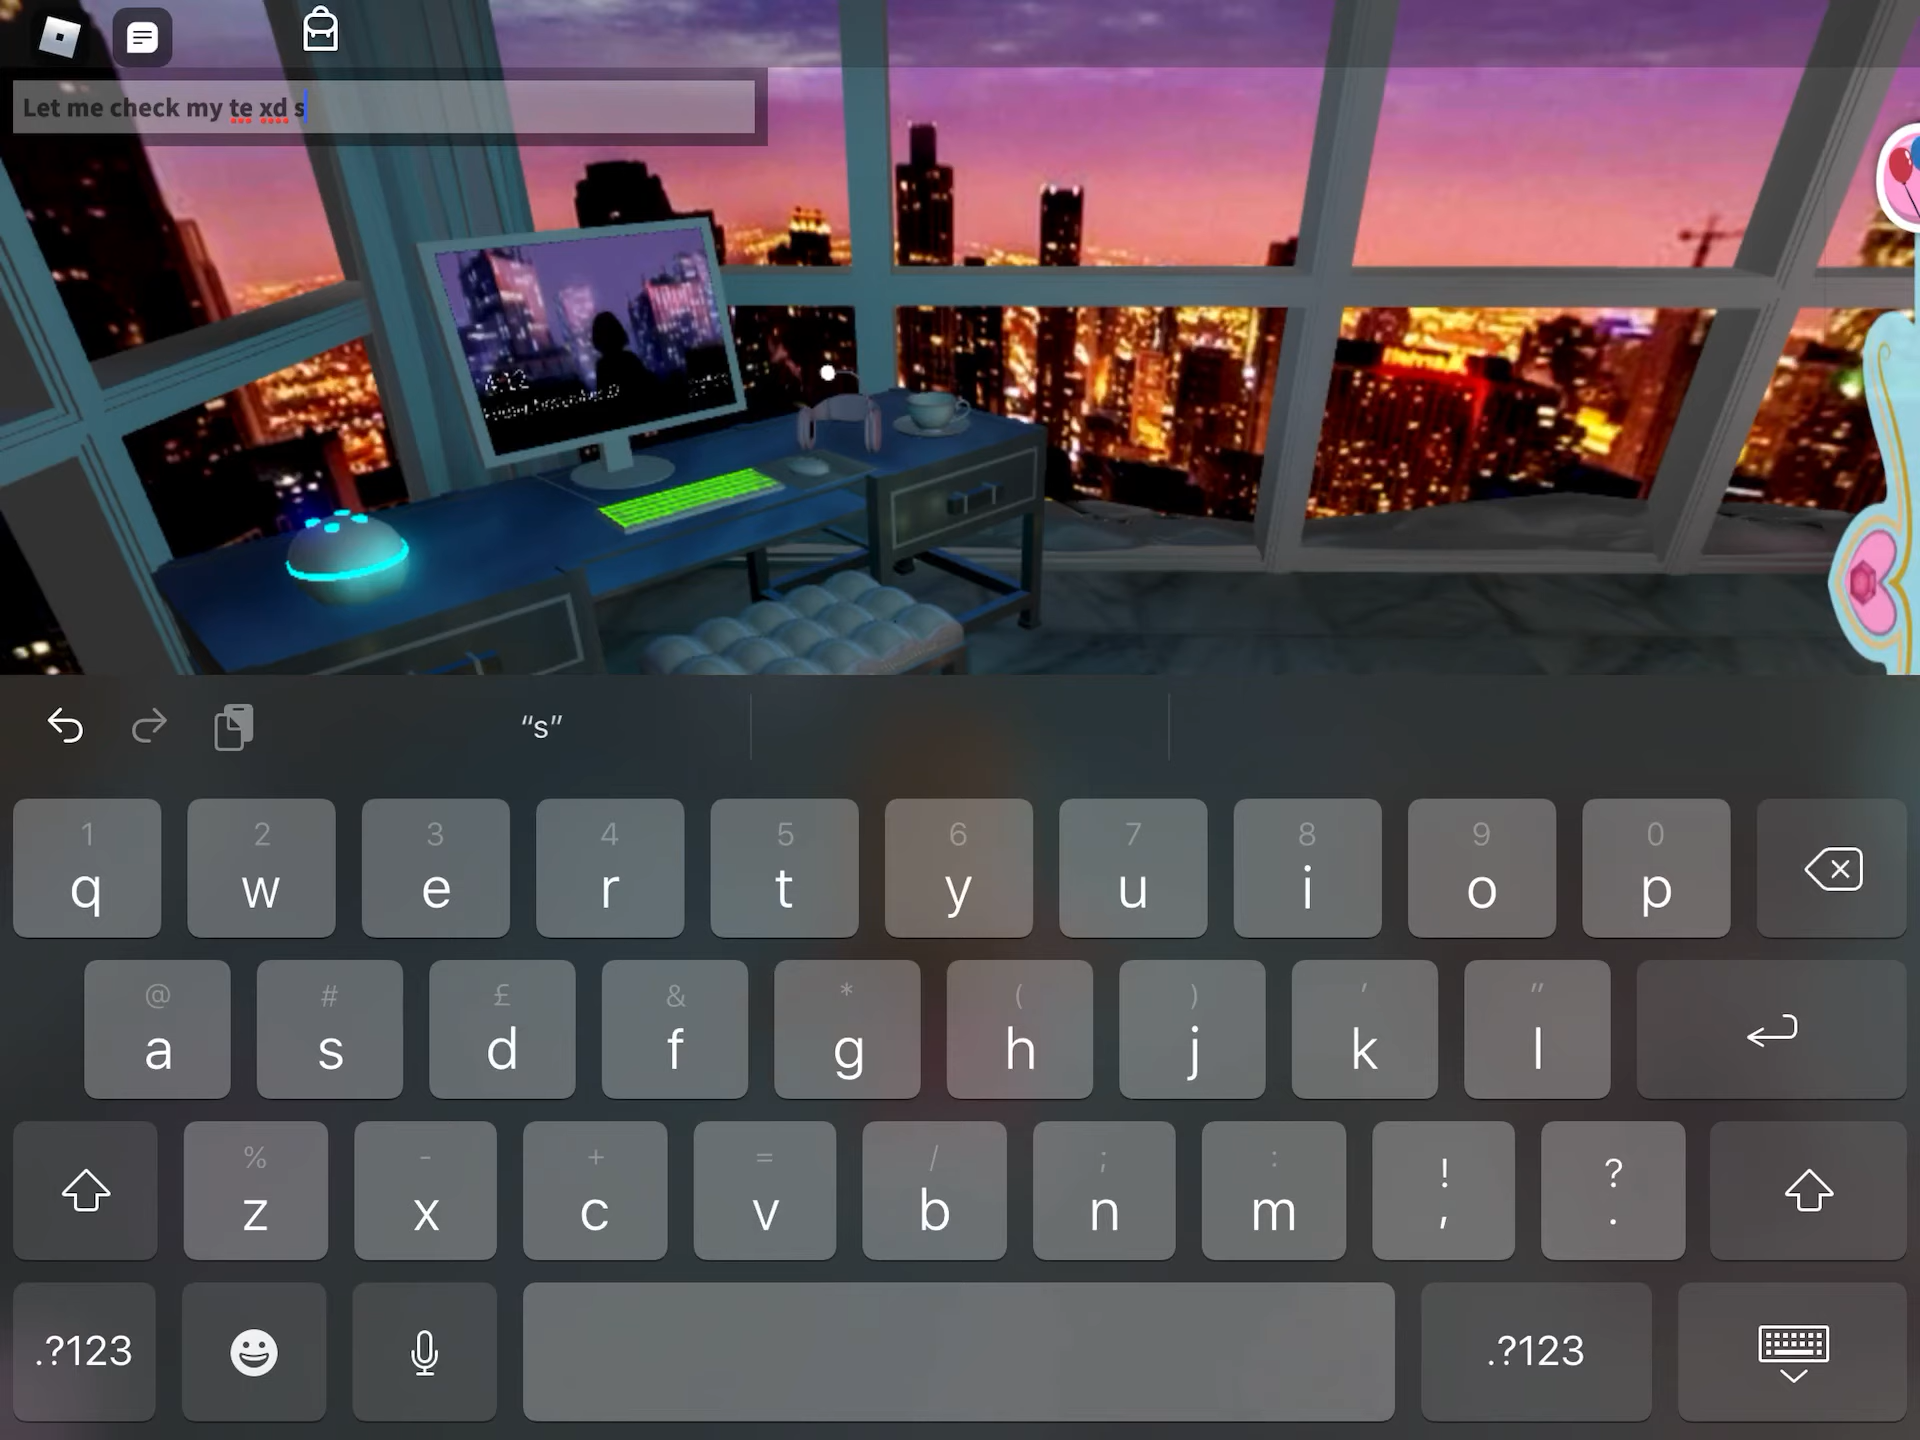 Let me check my te xd s
“s”
1 2 3 4 5 6 7 8 9 0
q w e r t y u i o p
@ # £ & * ( ) ' "
a s d f g h j k l
% - + = / ; : ! ?
z x c v b n m , .
.?123 .?123